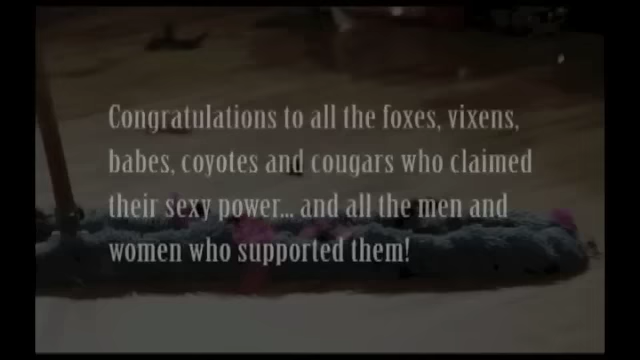 Congratulations to all the foxes, vixens,
babes, coyotes and cougars who claimed
their sexy power... and all the men and
women who supported them!